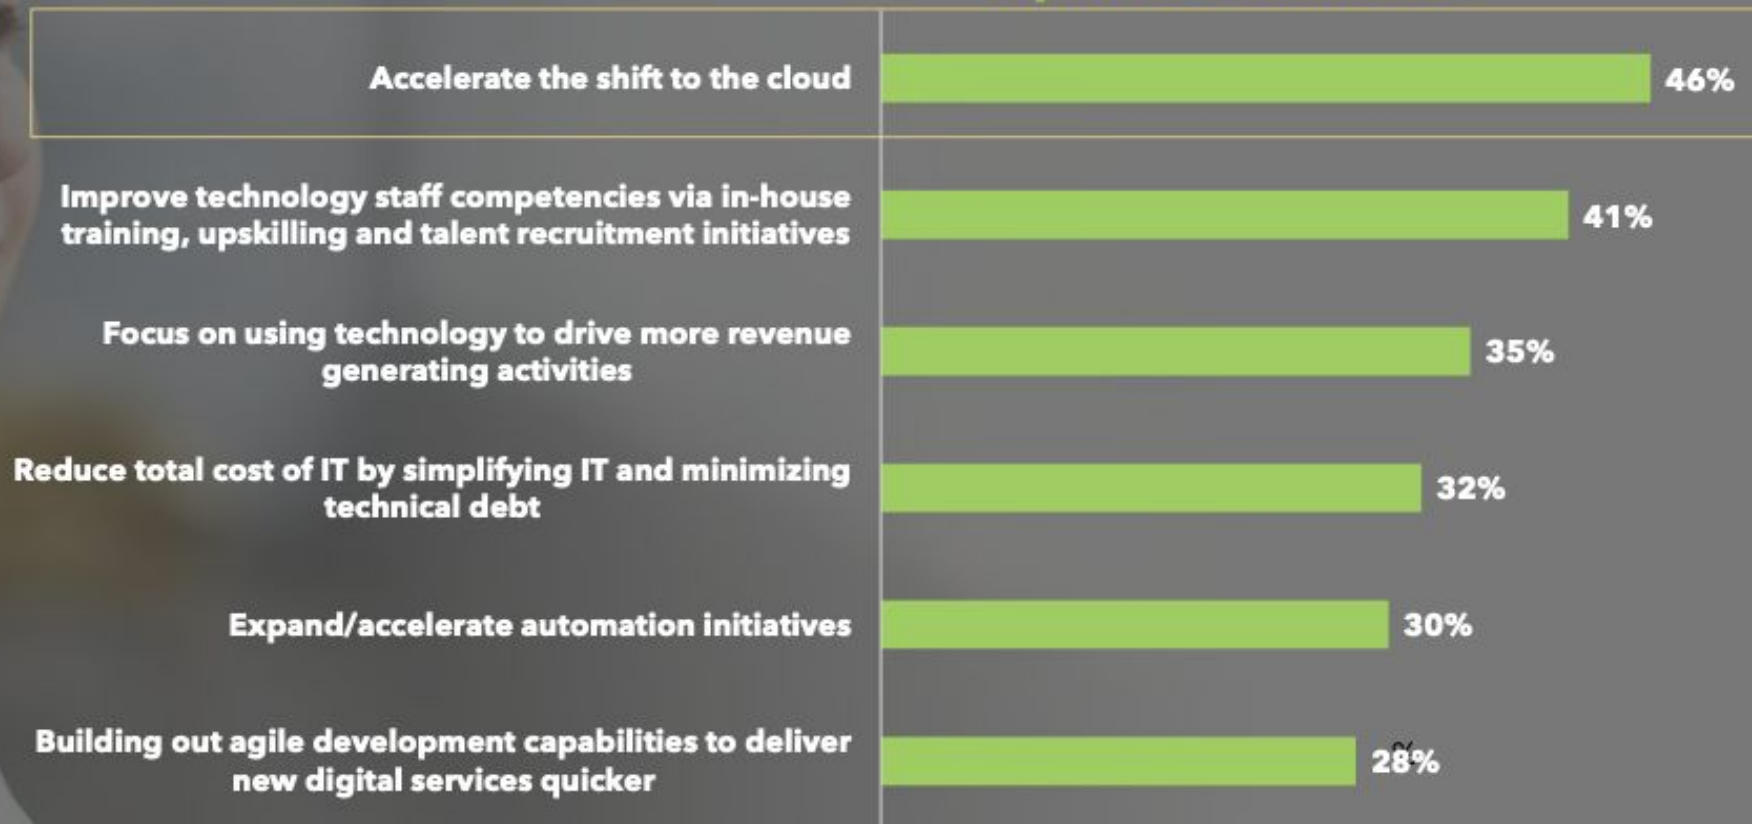 Accelerate the shift to the cloud
46%
Improve technology staff competencies via in-house
training, upskilling and talent recruitment initiatives
41%
Focus on using technology to drive more revenue
generating activities
35%
Reduce total cost of IT by simplifying IT and minimizing
technical debt
32%
Expand/accelerate automation initiatives
30%
Building out agile development capabilities to deliver
new digital services quicker
28%